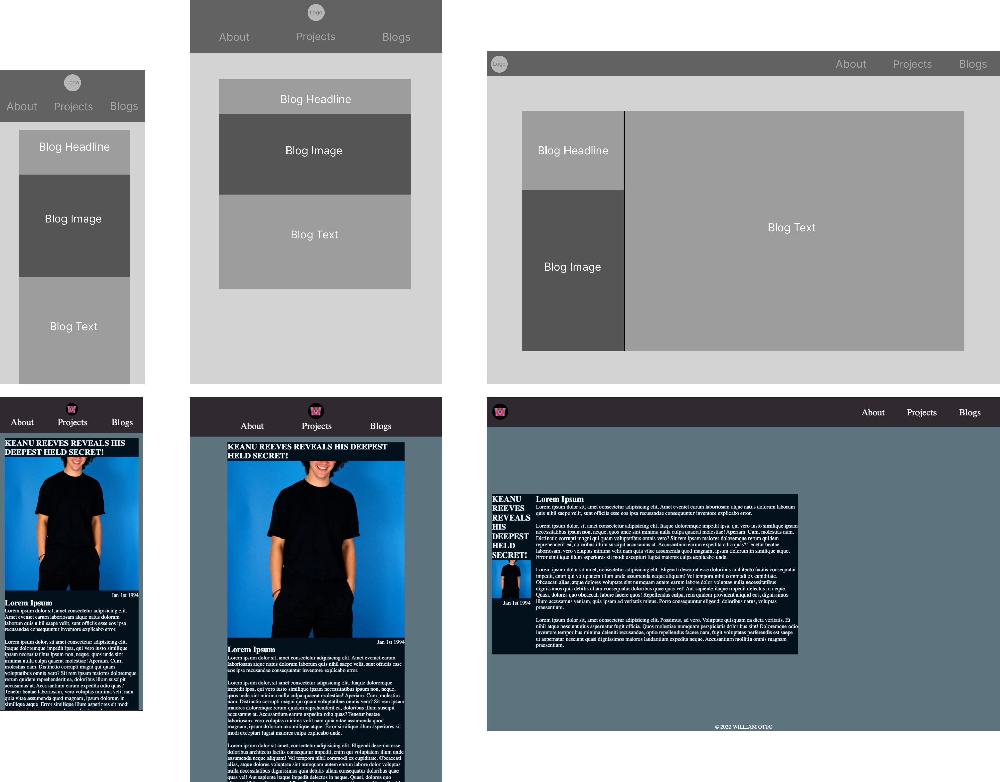 Logo
About Projects Blogs
Blog Headline
Blog Image
Blog Text
Logo
About Projects Blogs
Blog Headline
Blog Image
Blog Text
Logo
About Projects Blogs
Blog Headline
Blog Image
Blog Text
About Projects Blogs
KEANU REEVES REVEALS HIS
DEEPEST HELD SECRET!
Jan 1st 1994
Lorem Ipsum
Lorem ipsum dolor sit, amet consectetur adipisicing elit.
Amet eveniet earum laboriosam atque natus dolorum
laborum quis nihil saepe velit, sunt officiis esse eos ipsa
recusandae consequuntur inventore explicabo error.
Lorem ipsum dolor, sit amet consectetur adipisicing elit.
Itaque doloremque impedit ipsa, qui vero iusto similique
ipsam necessitatibus ipsum non, neque, quos unde sint
minima nulla culpa quaerat molestiae! Aperiam. Cum,
molestias nam. Distinctio corrupti magni qui quam
voluptatibus omnis vero? Sit rem ipsam maiores doloremque
rerum quidem reprehenderit ea, doloribus illum suscipit
accusamus at. Accusantium earum expedita odio quas?
Tenetur beatae laboriosam, vero voluptas minima velit nam
quia vitae assumenda quod magnam, ipsum dolorum in
similique atque. Error similique illum asperiores sit modi
About Projects Blogs
KEANU REEVES REVEALS HIS DEEPEST
HELD SECRET!
Jan 1st 1994
Lorem Ipsum
Lorem ipsum dolor sit, amet consectetur adipisicing elit. Amet eveniet earum
laboriosam atque natus dolorum laborum quis nihil saepe velit, sunt officiis esse
eos ipsa recusandae consequuntur inventore explicabo error.
Lorem ipsum dolor, sit amet consectetur adipisicing elit. Itaque doloremque
impedit ipsa, qui vero iusto similique ipsam necessitatibus ipsum non, neque,
quos unde sint minima nulla culpa quaerat molestiae! Aperiam. Cum, molestias
nam. Distinctio corrupti magni qui quam voluptatibus omnis vero? Sit rem ipsam
maiores doloremque rerum quidem reprehenderit ea, doloribus illum suscipit
accusamus at. Accusantium earum expedita odio quas? Tenetur beatae
laboriosam, vero voluptas minima velit nam quia vitae assumenda quod
magnam, ipsum dolorum in similique atque. Error similique illum asperiores sit
modi excepturi fugiat maiores culpa explicabo unde.
Lorem ipsum dolor sit amet, consectetur adipisicing elit. Eligendi deserunt esse
doloribus architecto facilis consequatur impedit, enim qui voluptatem illum unde
assumenda neque aliquam! Vel tempora nihil commodi ex cupiditate. Obcaecati
alias, atque dolores voluptate sint numquam autem earum labore dolor voluptas
nulla necessitatibus dignissimos quia debitis ullam consequatur doloribus quae
quas vel! Aut sapiente itaque impedit delectus in neque. Quasi, dolores quo
About Projects Blogs
KEANU
REEVES
REVEALS
HIS
DEEPEST
HELD
SECRET!
Jan 1st 1994
Lorem Ipsum
Lorem ipsum dolor sit, amet consectetur adipisicing elit. Amet eveniet earum laboriosam atque natus dolorum laborum
quis nihil saepe velit, sunt officiis esse eos ipsa recusandae consequuntur inventore explicabo error.
Lorem ipsum dolor, sit amet consectetur adipisicing elit. Itaque doloremque impedit ipsa, qui vero iusto similique ipsam
necessitatibus ipsum non, neque, quos unde sint minima nulla culpa quaerat molestiae! Aperiam. Cum, molestias nam.
Distinctio corrupti magni qui quam voluptatibus omnis vero? Sit rem ipsam maiores doloremque rerum quidem
reprehenderit ea, doloribus illum suscipit accusamus at. Accusantium earum expedita odio quas? Tenetur beatae
laboriosam, vero voluptas minima velit nam quia vitae assumenda quod magnam, ipsum dolorum in similique atque.
Error similique illum asperiores sit modi excepturi fugiat maiores culpa explicabo unde.
Lorem ipsum dolor sit amet, consectetur adipisicing elit. Eligendi deserunt esse doloribus architecto facilis consequatur
impedit, enim qui voluptatem illum unde assumenda neque aliquam! Vel tempora nihil commodi ex cupiditate.
Obcaecati alias, atque dolores voluptate sint numquam autem earum labore dolor voluptas nulla necessitatibus
dignissimos quia debitis ullam consequatur doloribus quae quas vel! Aut sapiente itaque impedit delectus in neque.
Quasi, dolores quo obcaecati labore facere quos! Repellendus culpa, rem quidem provident aliquid eos, dignissimos
illum accusamus veniam, quia ipsam ad veritatis minus. Porro consequuntur eligendi doloribus natus, voluptas
praesentium.
Lorem ipsum dolor sit, amet consectetur adipisicing elit. Possimus, ad vero. Voluptate quisquam ea dicta veritatis. Et
nihil atque nesciunt eius aspernatur fugit officia. Quos molestiae numquam perspiciatis doloribus sint! Doloremque odio
inventore temporibus minima deleniti recusandae, optio repellendus facere nam, fugit voluptates perferendis est saepe
ut aspernatur nesciunt quasi dignissimos maiores laudantium expedita neque. Accusantium mollitia omnis magnam
praesentium.
© 2022 WILLIAM OTTO